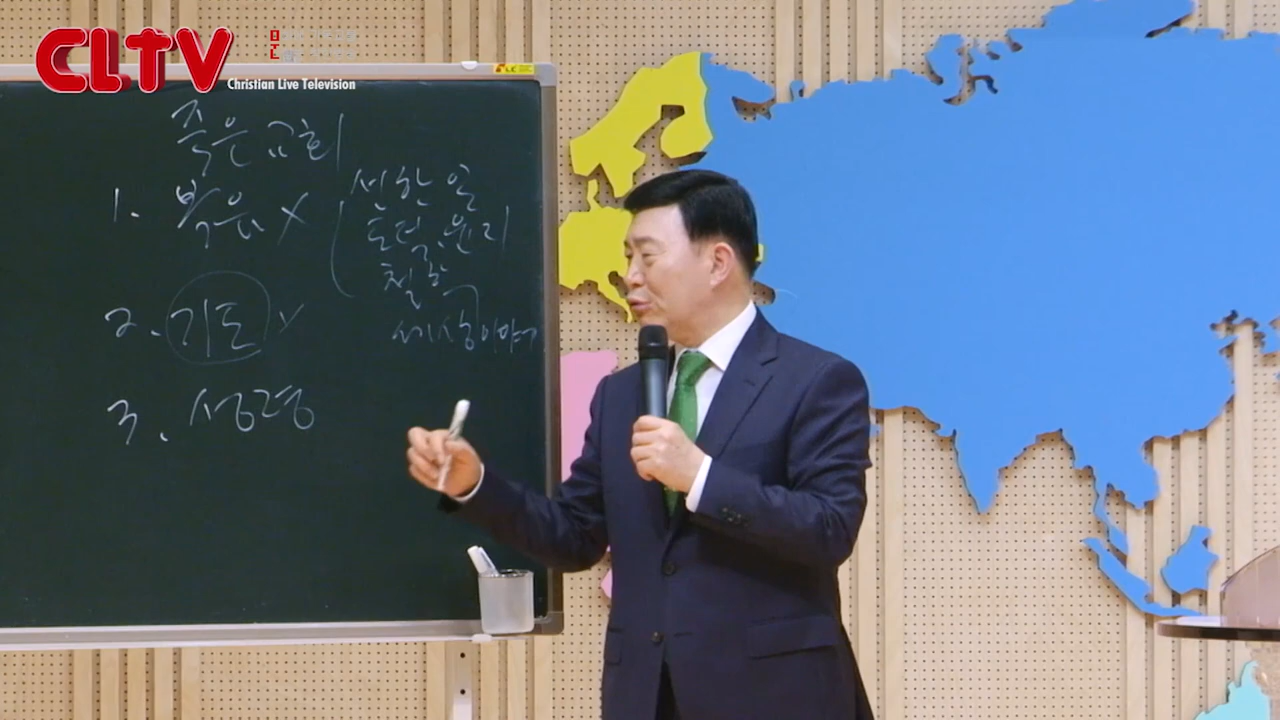 CLTV
Christian Live Television
죽은 교회
1. 복음 X
선한 일
도덕, 윤리
철학
세상이야기
2. 기도 X
3. 성령